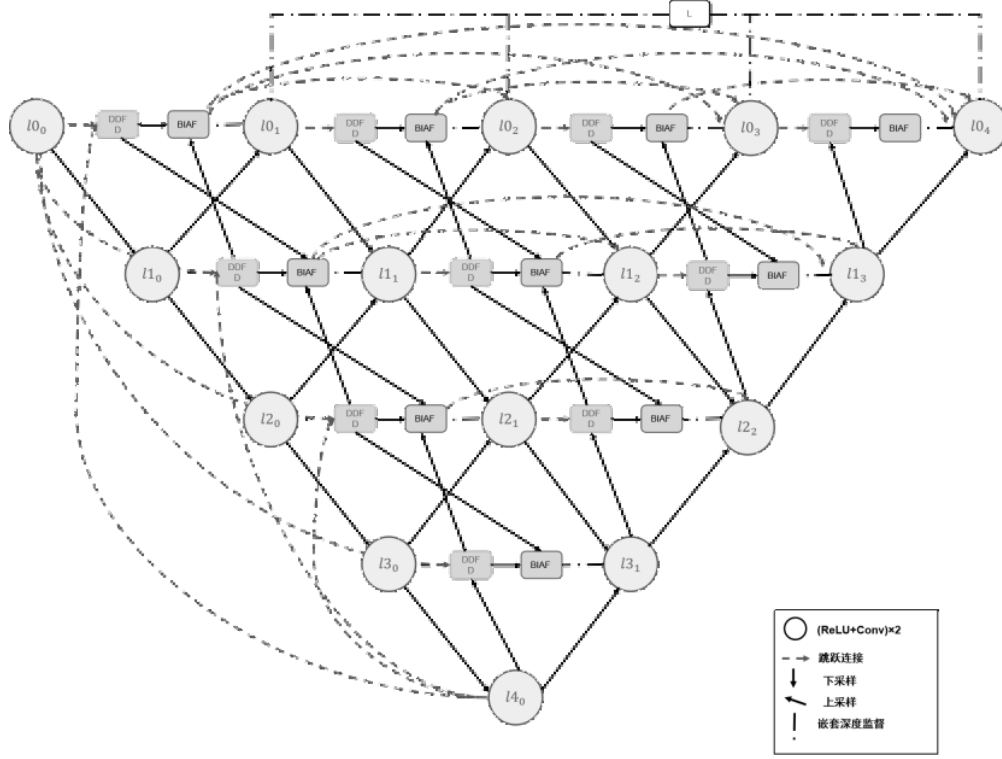 L
l0₀
DDF
D
BIAF
l0₁
DDF
D
BIAF
l0₂
DDF
D
BIAF
l0₃
DDF
D
BIAF
l0₄
l1₀
DDF
D
BIAF
l1₁
DDF
D
BIAF
l1₂
DDF
D
BIAF
l1₃
l2₀
DDF
D
BIAF
l2₁
DDF
D
BIAF
l2₂
l3₀
DDF
D
BIAF
l3₁
l4₀
(ReLU+Conv)×2
跳跃连接
下采样
上采样
嵌套深度监督